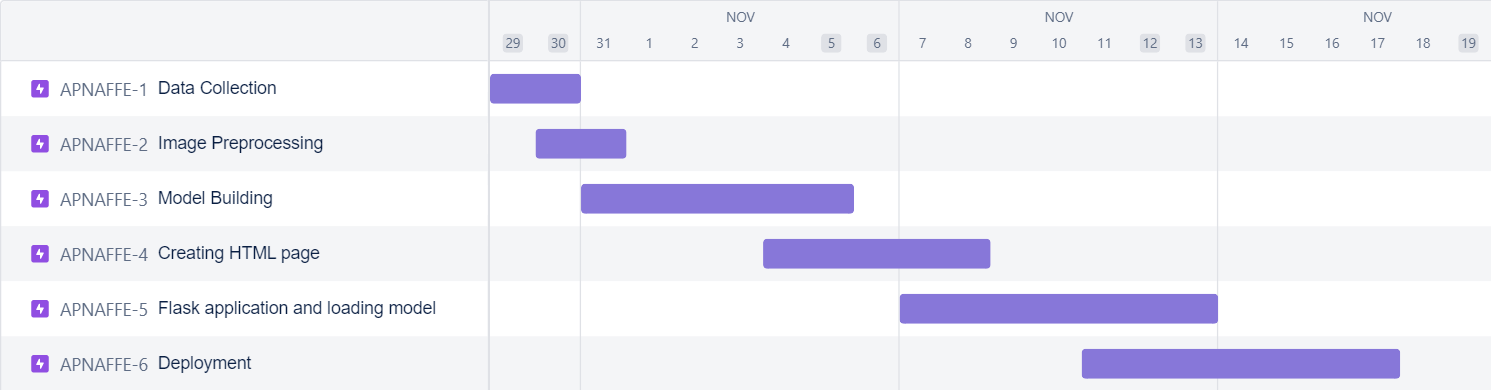 NOV NOV NOV
29 30 31 1 2 3 4 5 6 7 8 9 10 11 12 13 14 15 16 17 18 19
APNAFFE-1 Data Collection
APNAFFE-2 Image Preprocessing
APNAFFE-3 Model Building
APNAFFE-4 Creating HTML page
APNAFFE-5 Flask application and loading model
APNAFFE-6 Deployment